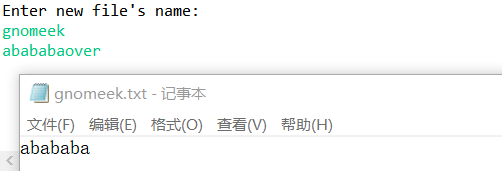 Enter new file's name:
gnomeek
abababaover
gnomeek.txt - 记事本
文件(F) 编辑(E) 格式(O) 查看(V) 帮助(H)
abababa